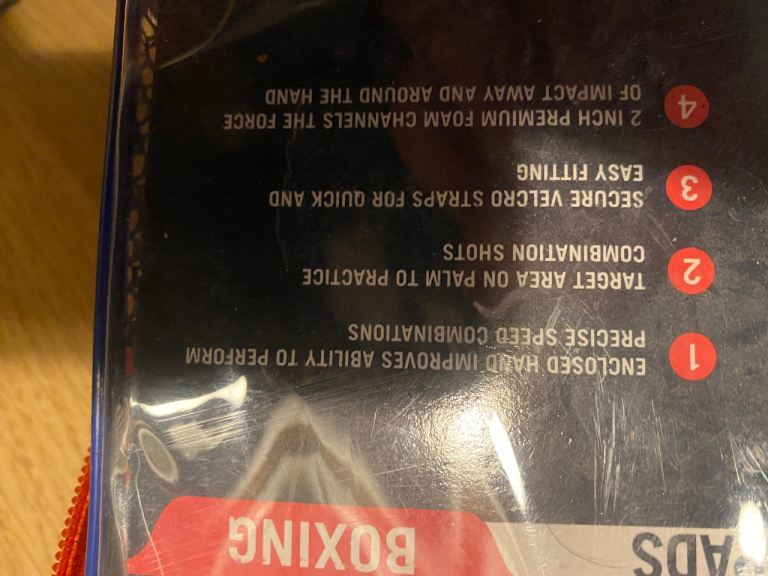 BOXING
1 ENCLOSED HAND IMPROVES ABILITY TO PERFORM
PRECISE SPEED COMBINATIONS
2 TARGET AREA ON PALM TO PRACTICE
COMBINATION SHOTS
3 SECURE VELCRO STRAPS FOR QUICK AND
EASY FITTING
4 2 INCH PREMIUM FOAM CHANNELS THE FORCE
OF IMPACT AWAY AND AROUND THE HAND